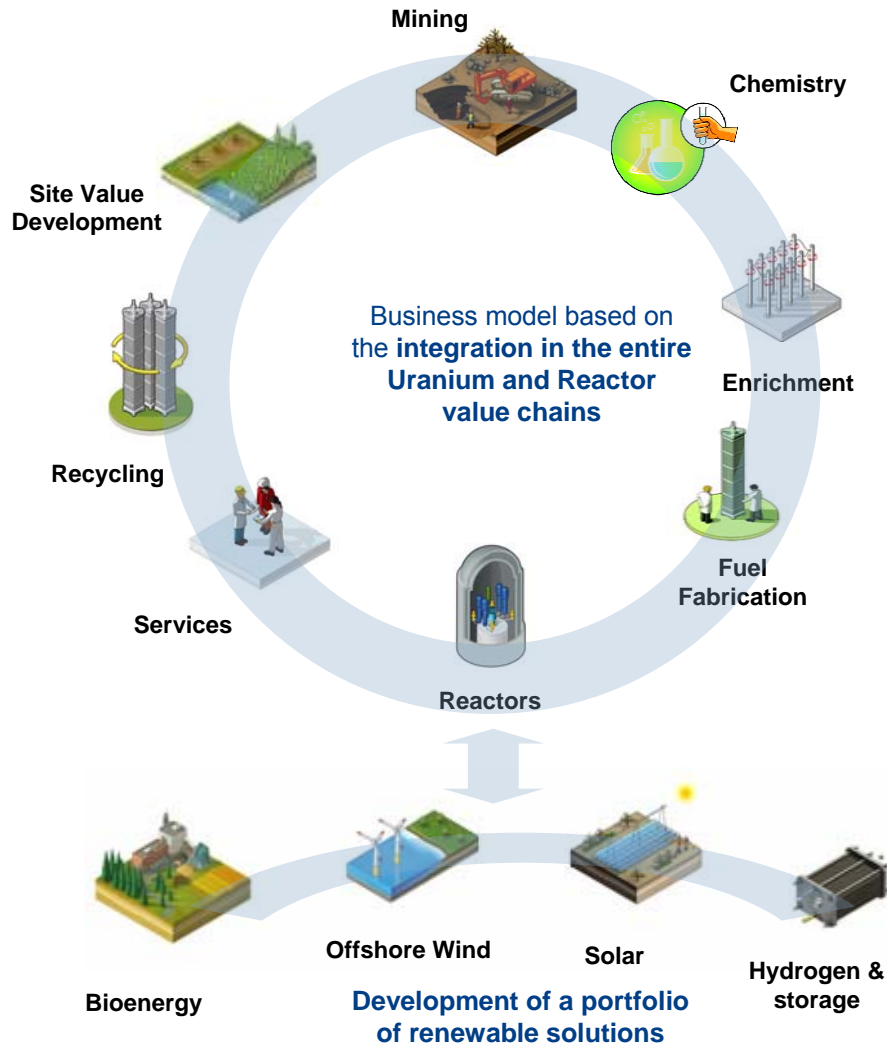 Mining
Chemistry
Site Value
Development
Business model based on
the integration in the entire
Uranium and Reactor
value chains
Enrichment
Recycling
Fuel
Fabrication
Services
Reactors
Offshore Wind
Solar
Hydrogen &
storage
Bioenergy
Development of a portfolio
of renewable solutions